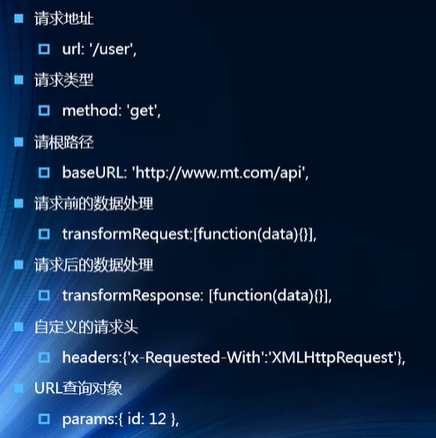 请求地址
url: '/user',
请求类型
method: 'get',
请根路径
baseURL: 'http://www.mt.com/api',
请求前的数据处理
transformRequest:[function(data){}],
请求后的数据处理
transformResponse: [function(data){}],
自定义的请求头
headers:{'x-Requested-With':'XMLHttpRequest'},
URL查询对象
params:{ id: 12 },